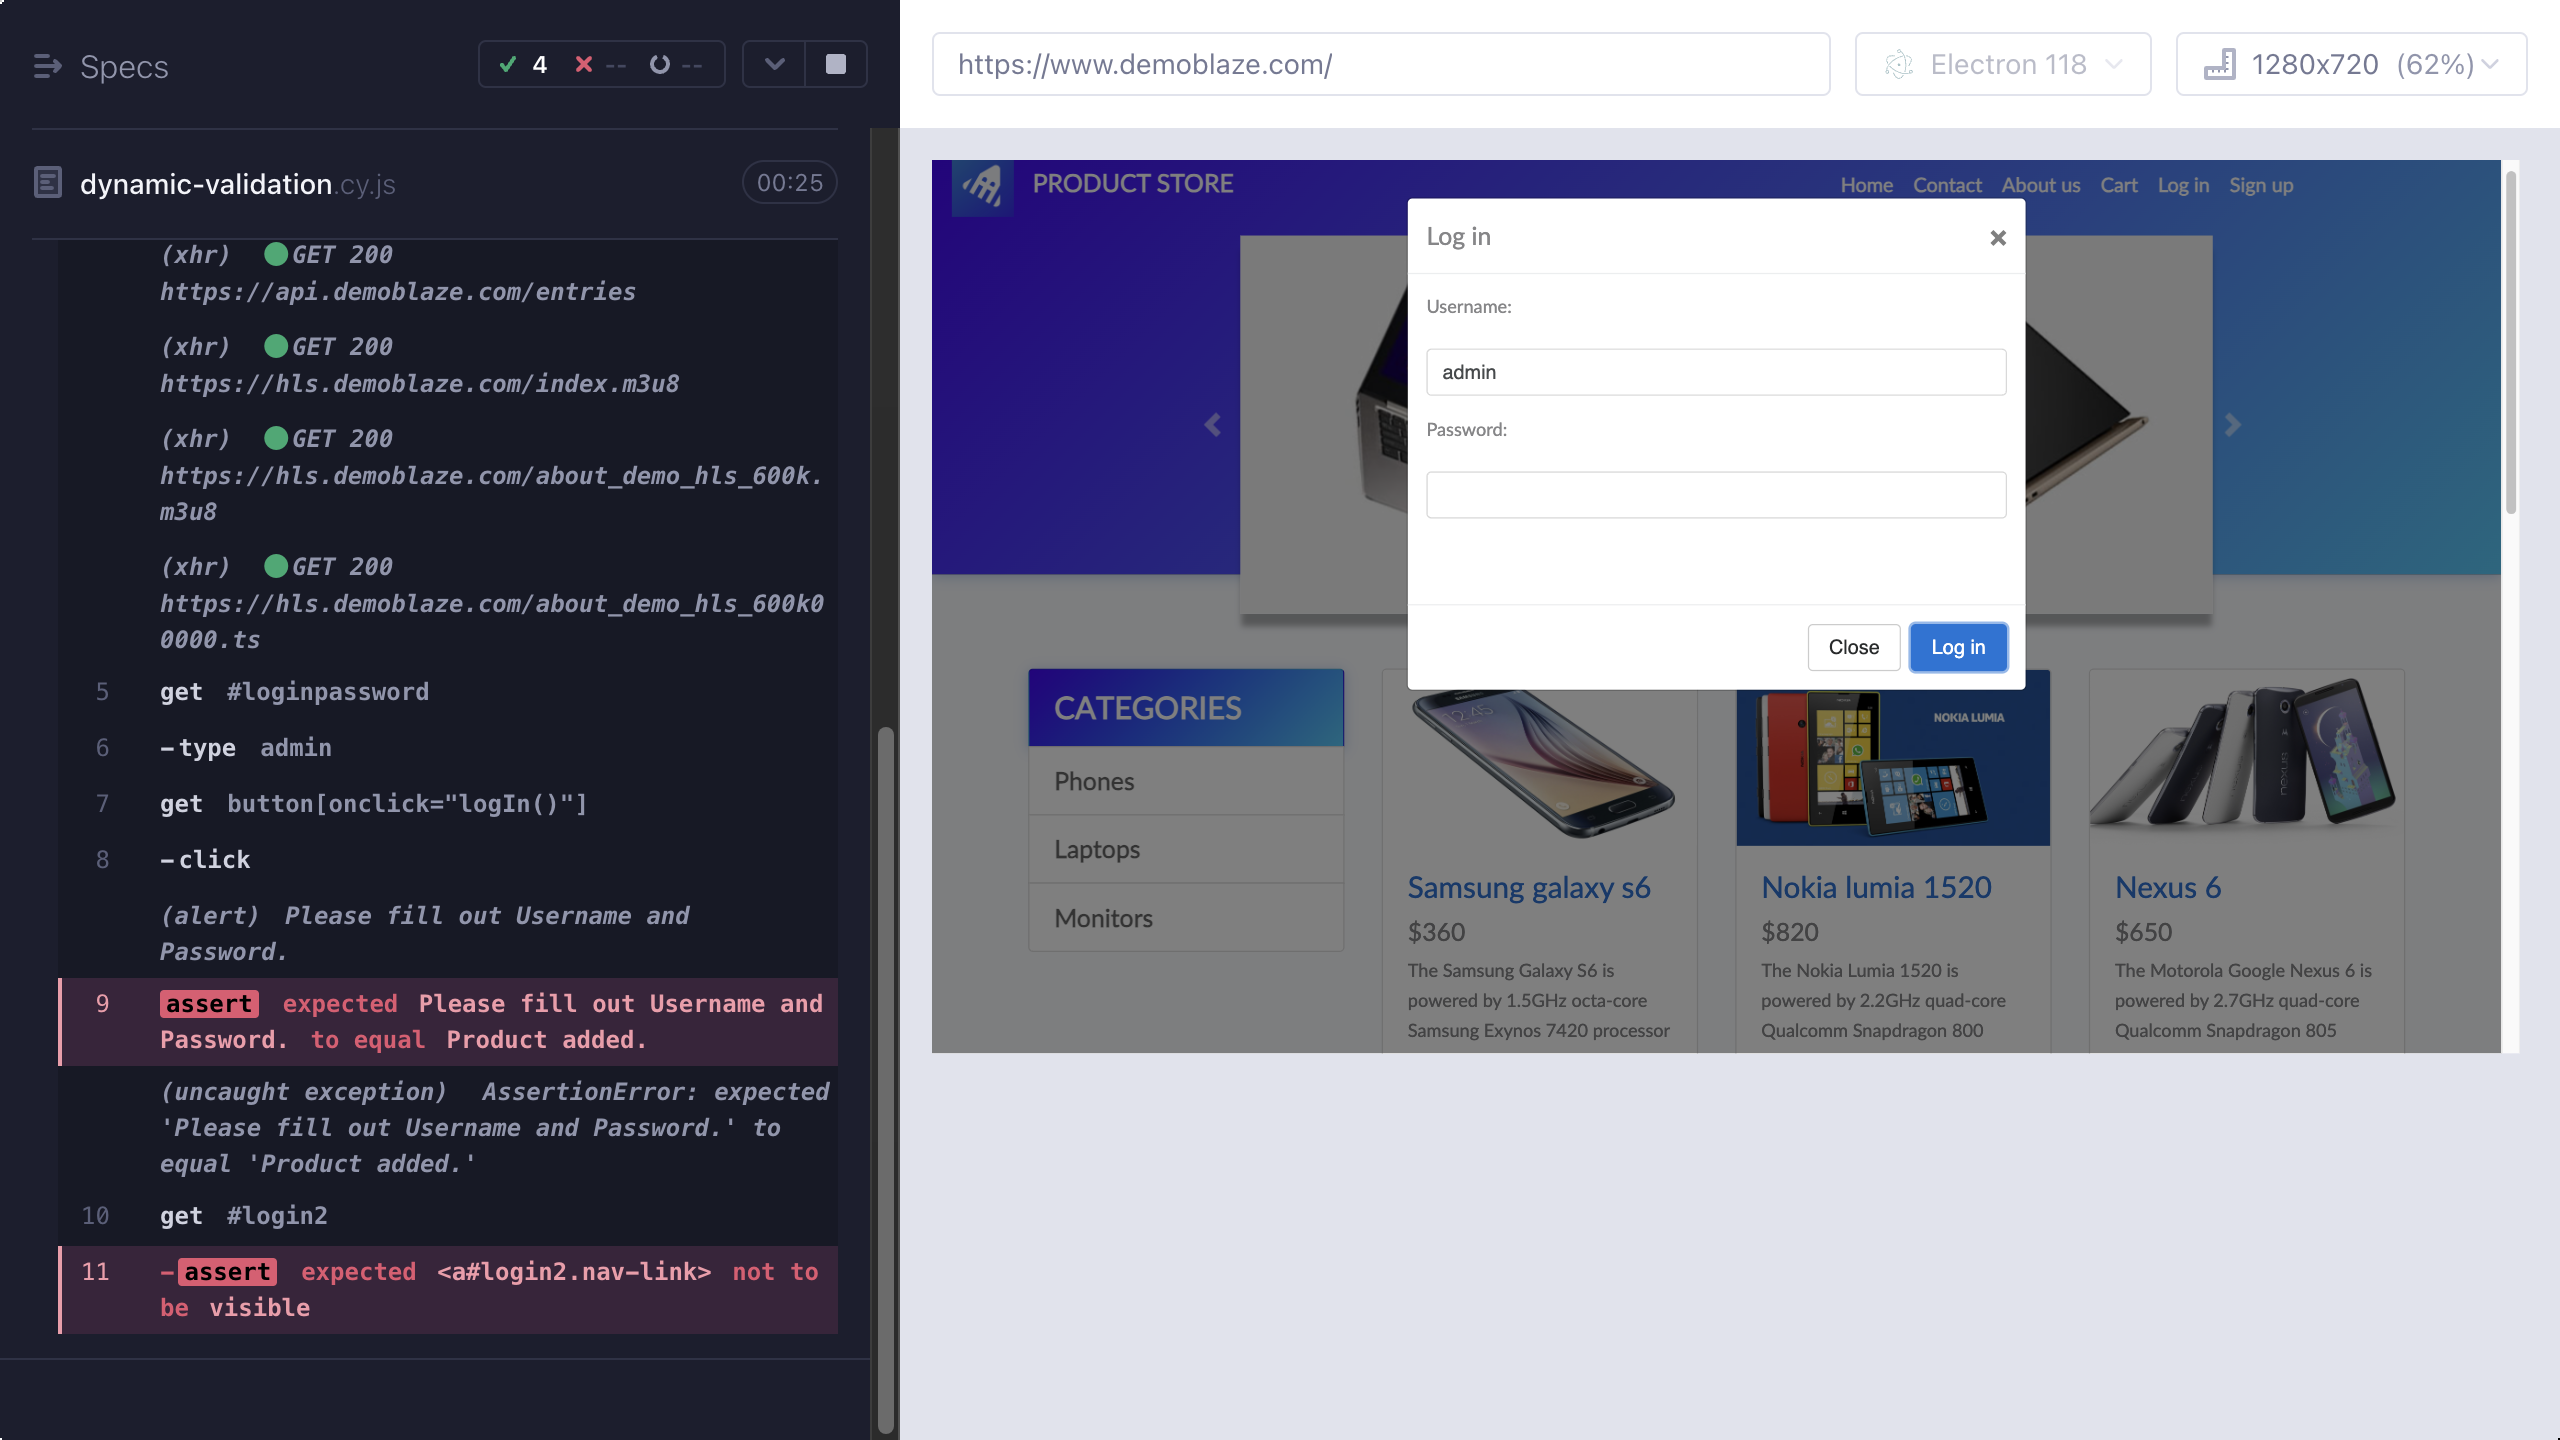 Specs
4
--
--
dynamic-validation.cy.js
00:25
(xhr) GET 200
https://api.demoblaze.com/entries
(xhr) GET 200
https://hls.demoblaze.com/index.m3u8
(xhr) GET 200
https://hls.demoblaze.com/about_demo_hls_600k.
m3u8
(xhr) GET 200
https://hls.demoblaze.com/about_demo_hls_600k0
0000.ts
5 get #loginpassword
6 -type admin
7 get button[onclick="logIn()"]
8 -click
(alert) Please fill out Username and
Password.
9 assert expected Please fill out Username and
Password. to equal Product added.
(uncaught exception) AssertionError: expected
'Please fill out Username and Password.' to
equal 'Product added.'
10 get #login2
11 -assert expected <a#login2.nav-link> not to
be visible
https://www.demoblaze.com/
Electron 118
1280x720 (62%)
PRODUCT STORE
Home Contact About us Cart Log in Sign up
Log in
×
Username:
admin
Password:
Close
Log in
CATEGORIES
Phones
Laptops
Monitors
12:45
Samsung galaxy s6
$360
The Samsung Galaxy S6 is
powered by 1.5GHz octa-core
Samsung Exynos 7420 processor
NOKIA LUMIA
Nokia lumia 1520
$820
The Nokia Lumia 1520 is
powered by 2.2GHz quad-core
Qualcomm Snapdragon 800
nexus
Nexus 6
$650
The Motorola Google Nexus 6 is
powered by 2.7GHz quad-core
Qualcomm Snapdragon 805